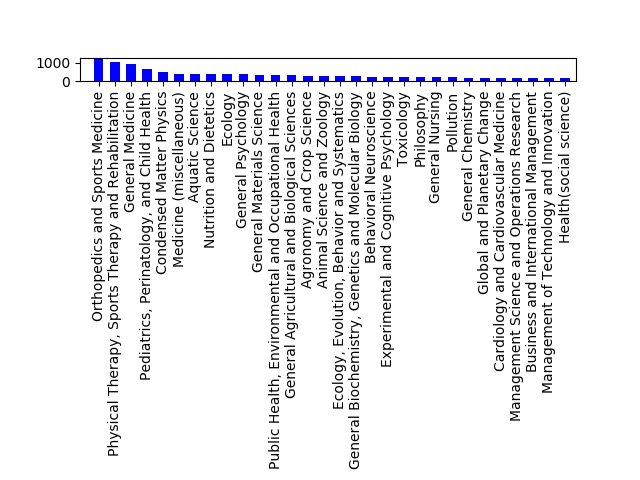 1000
0
Orthopedics and Sports Medicine
Physical Therapy, Sports Therapy and Rehabilitation
General Medicine
Pediatrics, Perinatology, and Child Health
Condensed Matter Physics
Medicine (miscellaneous)
Aquatic Science
Nutrition and Dietetics
Ecology
General Psychology
General Materials Science
Public Health, Environmental and Occupational Health
General Agricultural and Biological Sciences
Agronomy and Crop Science
Animal Science and Zoology
Ecology, Evolution, Behavior and Systematics
General Biochemistry, Genetics and Molecular Biology
Behavioral Neuroscience
Experimental and Cognitive Psychology
Toxicology
Philosophy
General Nursing
Pollution
General Chemistry
Global and Planetary Change
Cardiology and Cardiovascular Medicine
Management Science and Operations Research
Business and International Management
Management of Technology and Innovation
Health(social science)